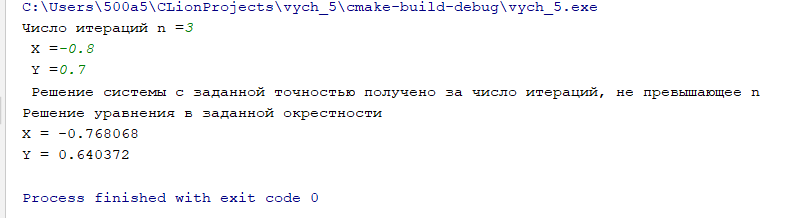 C:\Users\500a5\CLionProjects\vych_5\cmake-build-debug\vych_5.exe
Число итераций n =3
X =-0.8
Y =0.7
Решение системы с заданной точностью получено за число итераций, не превышающее n
Решение уравнения в заданной окрестности
X = -0.768068
Y = 0.640372
Process finished with exit code 0